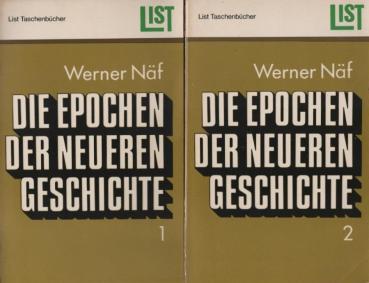 List Taschenbücher
LIST
Werner Näf
DIE EPOCHEN
DER NEUEREN
GESCHICHTE
1
List Taschenbücher
LIST
Werner Näf
DIE EPOCHEN
DER NEUEREN
GESCHICHTE
2